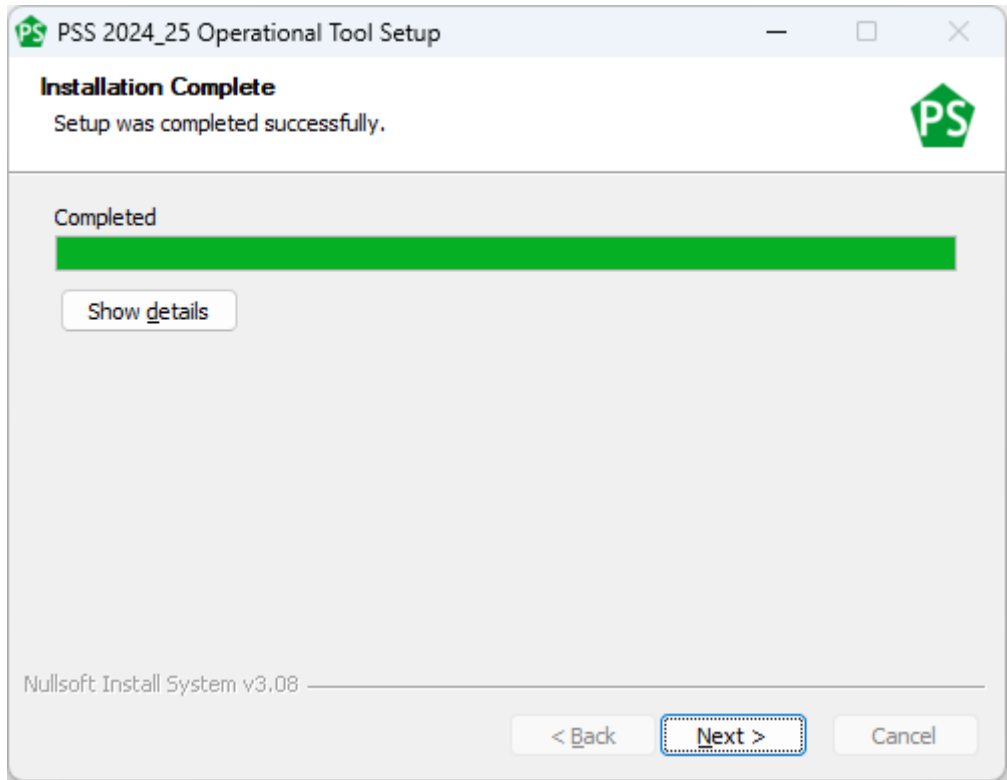 PS PSS 2024_25 Operational Tool Setup
Installation Complete
Setup was completed successfully.
PS
Completed
Show details
Nullsoft Install System v3.08
< Back Next > Cancel